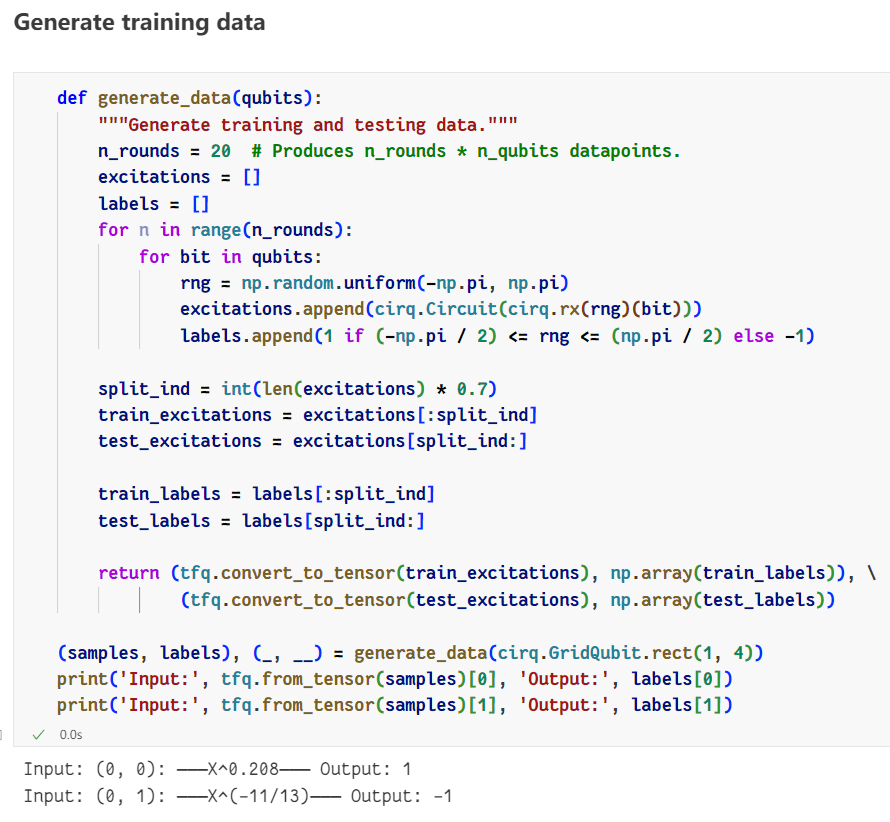 Generate training data
def generate_data(qubits):
    """Generate training and testing data."""
    n_rounds = 20  # Produces n_rounds * n_qubits datapoints.
    excitations = []
    labels = []
    for n in range(n_rounds):
        for bit in qubits:
            rng = np.random.uniform(-np.pi, np.pi)
            excitations.append(cirq.Circuit(cirq.rx(rng)(bit)))
            labels.append(1 if (-np.pi / 2) <= rng <= (np.pi / 2) else -1)
    split_ind = int(len(excitations) * 0.7)
    train_excitations = excitations[:split_ind]
    test_excitations = excitations[split_ind:]
    train_labels = labels[:split_ind]
    test_labels = labels[split_ind:]
    return (tfq.convert_to_tensor(train_excitations), np.array(train_labels)), \
            (tfq.convert_to_tensor(test_excitations), np.array(test_labels))
(samples, labels), (_, __) = generate_data(cirq.GridQubit.rect(1, 4))
print('Input:', tfq.from_tensor(samples)[0], 'Output:', labels[0])
print('Input:', tfq.from_tensor(samples)[1], 'Output:', labels[1])
✓ 0.0s
Input: (0, 0): ───X^0.208─── Output: 1
Input: (0, 1): ───X^(-11/13)─── Output: -1